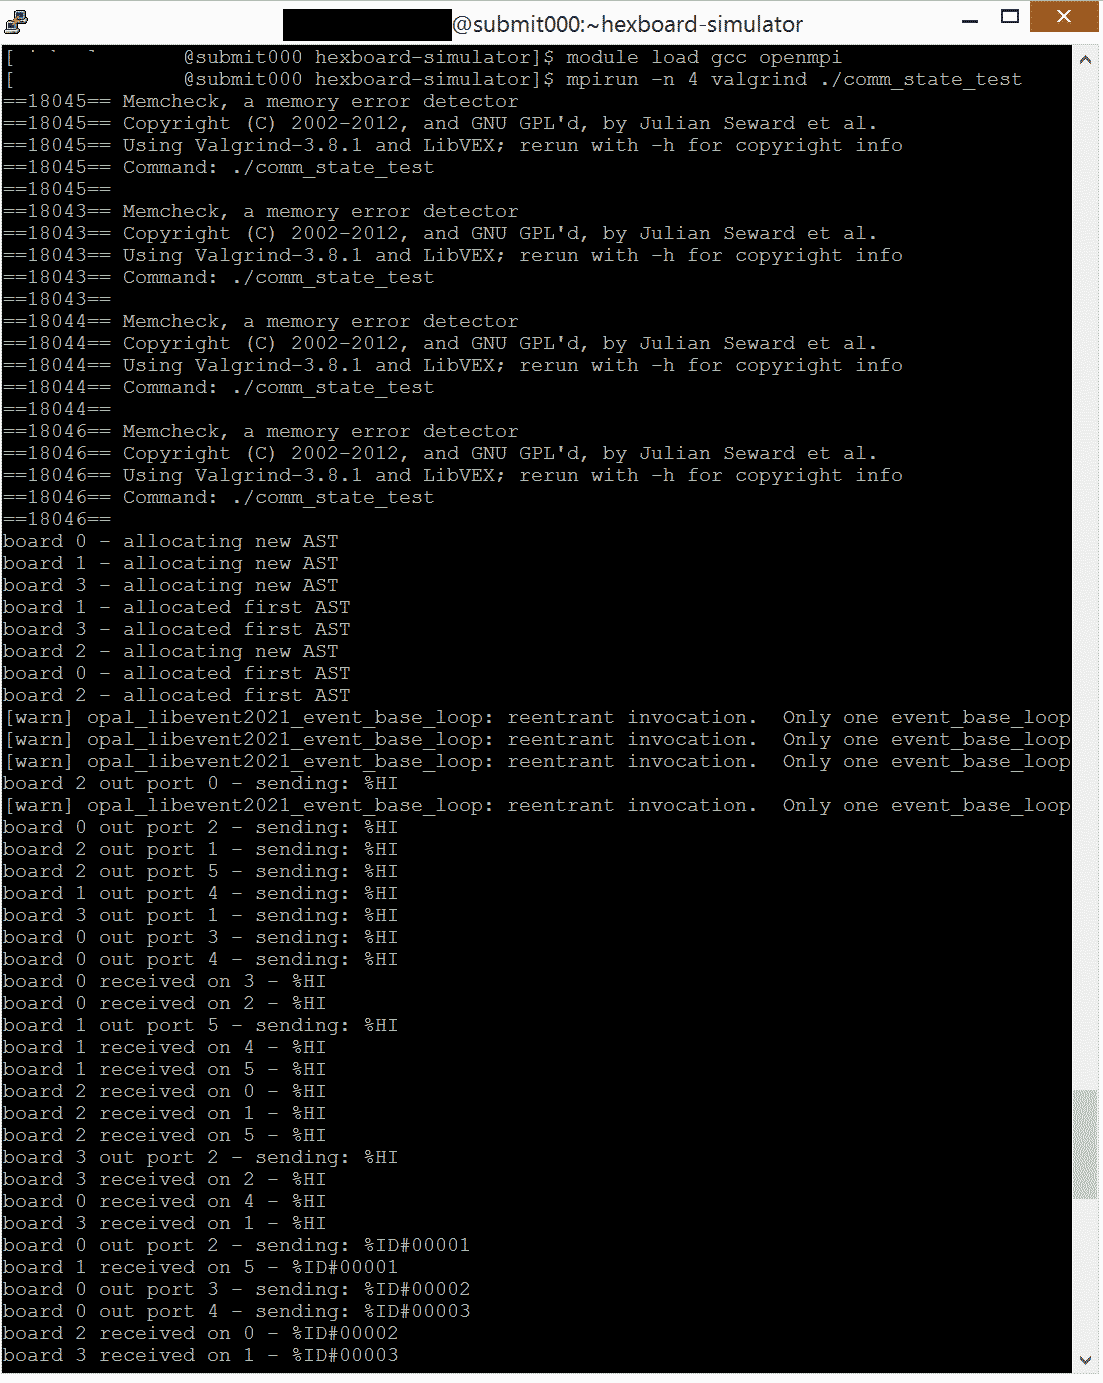 @submit000:~hexboard-simulator
[ @submit000 hexboard-simulator]$ module load gcc openmpi
[ @submit000 hexboard-simulator]$ mpirun -n 4 valgrind ./comm_state_test
==18045== Memcheck, a memory error detector
==18045== Copyright (C) 2002-2012, and GNU GPL'd, by Julian Seward et al.
==18045== Using Valgrind-3.8.1 and LibVEX; rerun with -h for copyright info
==18045== Command: ./comm_state_test
==18045==
==18043== Memcheck, a memory error detector
==18043== Copyright (C) 2002-2012, and GNU GPL'd, by Julian Seward et al.
==18043== Using Valgrind-3.8.1 and LibVEX; rerun with -h for copyright info
==18043== Command: ./comm_state_test
==18043==
==18044== Memcheck, a memory error detector
==18044== Copyright (C) 2002-2012, and GNU GPL'd, by Julian Seward et al.
==18044== Using Valgrind-3.8.1 and LibVEX; rerun with -h for copyright info
==18044== Command: ./comm_state_test
==18044==
==18046== Memcheck, a memory error detector
==18046== Copyright (C) 2002-2012, and GNU GPL'd, by Julian Seward et al.
==18046== Using Valgrind-3.8.1 and LibVEX; rerun with -h for copyright info
==18046== Command: ./comm_state_test
==18046==
board 0 - allocating new AST
board 1 - allocating new AST
board 3 - allocating new AST
board 1 - allocated first AST
board 3 - allocated first AST
board 2 - allocating new AST
board 0 - allocated first AST
board 2 - allocated first AST
[warn] opal_libevent2021_event_base_loop: reentrant invocation.  Only one event_base_loop
[warn] opal_libevent2021_event_base_loop: reentrant invocation.  Only one event_base_loop
[warn] opal_libevent2021_event_base_loop: reentrant invocation.  Only one event_base_loop
board 2 out port 0 - sending: %HI
[warn] opal_libevent2021_event_base_loop: reentrant invocation.  Only one event_base_loop
board 0 out port 2 - sending: %HI
board 2 out port 1 - sending: %HI
board 2 out port 5 - sending: %HI
board 1 out port 4 - sending: %HI
board 3 out port 1 - sending: %HI
board 0 out port 3 - sending: %HI
board 0 out port 4 - sending: %HI
board 0 received on 3 - %HI
board 0 received on 2 - %HI
board 1 out port 5 - sending: %HI
board 1 received on 4 - %HI
board 1 received on 5 - %HI
board 2 received on 0 - %HI
board 2 received on 1 - %HI
board 2 received on 5 - %HI
board 3 out port 2 - sending: %HI
board 3 received on 2 - %HI
board 0 received on 4 - %HI
board 3 received on 1 - %HI
board 0 out port 2 - sending: %ID#00001
board 1 received on 5 - %ID#00001
board 0 out port 3 - sending: %ID#00002
board 0 out port 4 - sending: %ID#00003
board 2 received on 0 - %ID#00002
board 3 received on 1 - %ID#00003